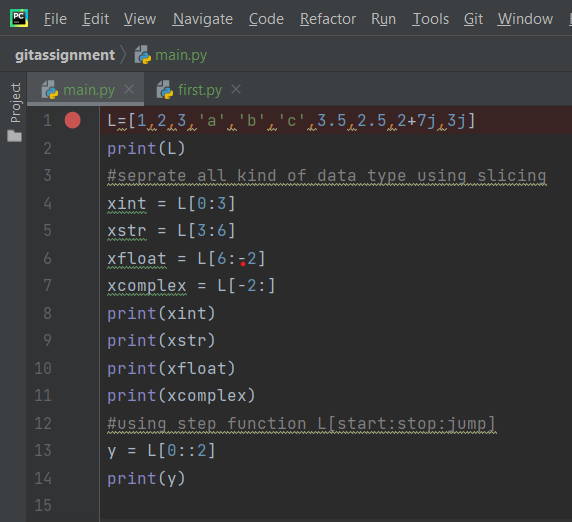 PC File Edit View Navigate Code Refactor Run Tools Git Window
gitassignment main.py
main.py first.py
Project
1 L=[1,2,3,'a','b','c',3.5,2.5,2+7j,3j]
2 print(L)
3 #seprate all kind of data type using slicing
4 xint = L[0:3]
5 xstr = L[3:6]
6 xfloat = L[6:-2]
7 xcomplex = L[-2:]
8 print(xint)
9 print(xstr)
10 print(xfloat)
11 print(xcomplex)
12 #using step function L[start:stop:jump]
13 y = L[0::2]
14 print(y)
15